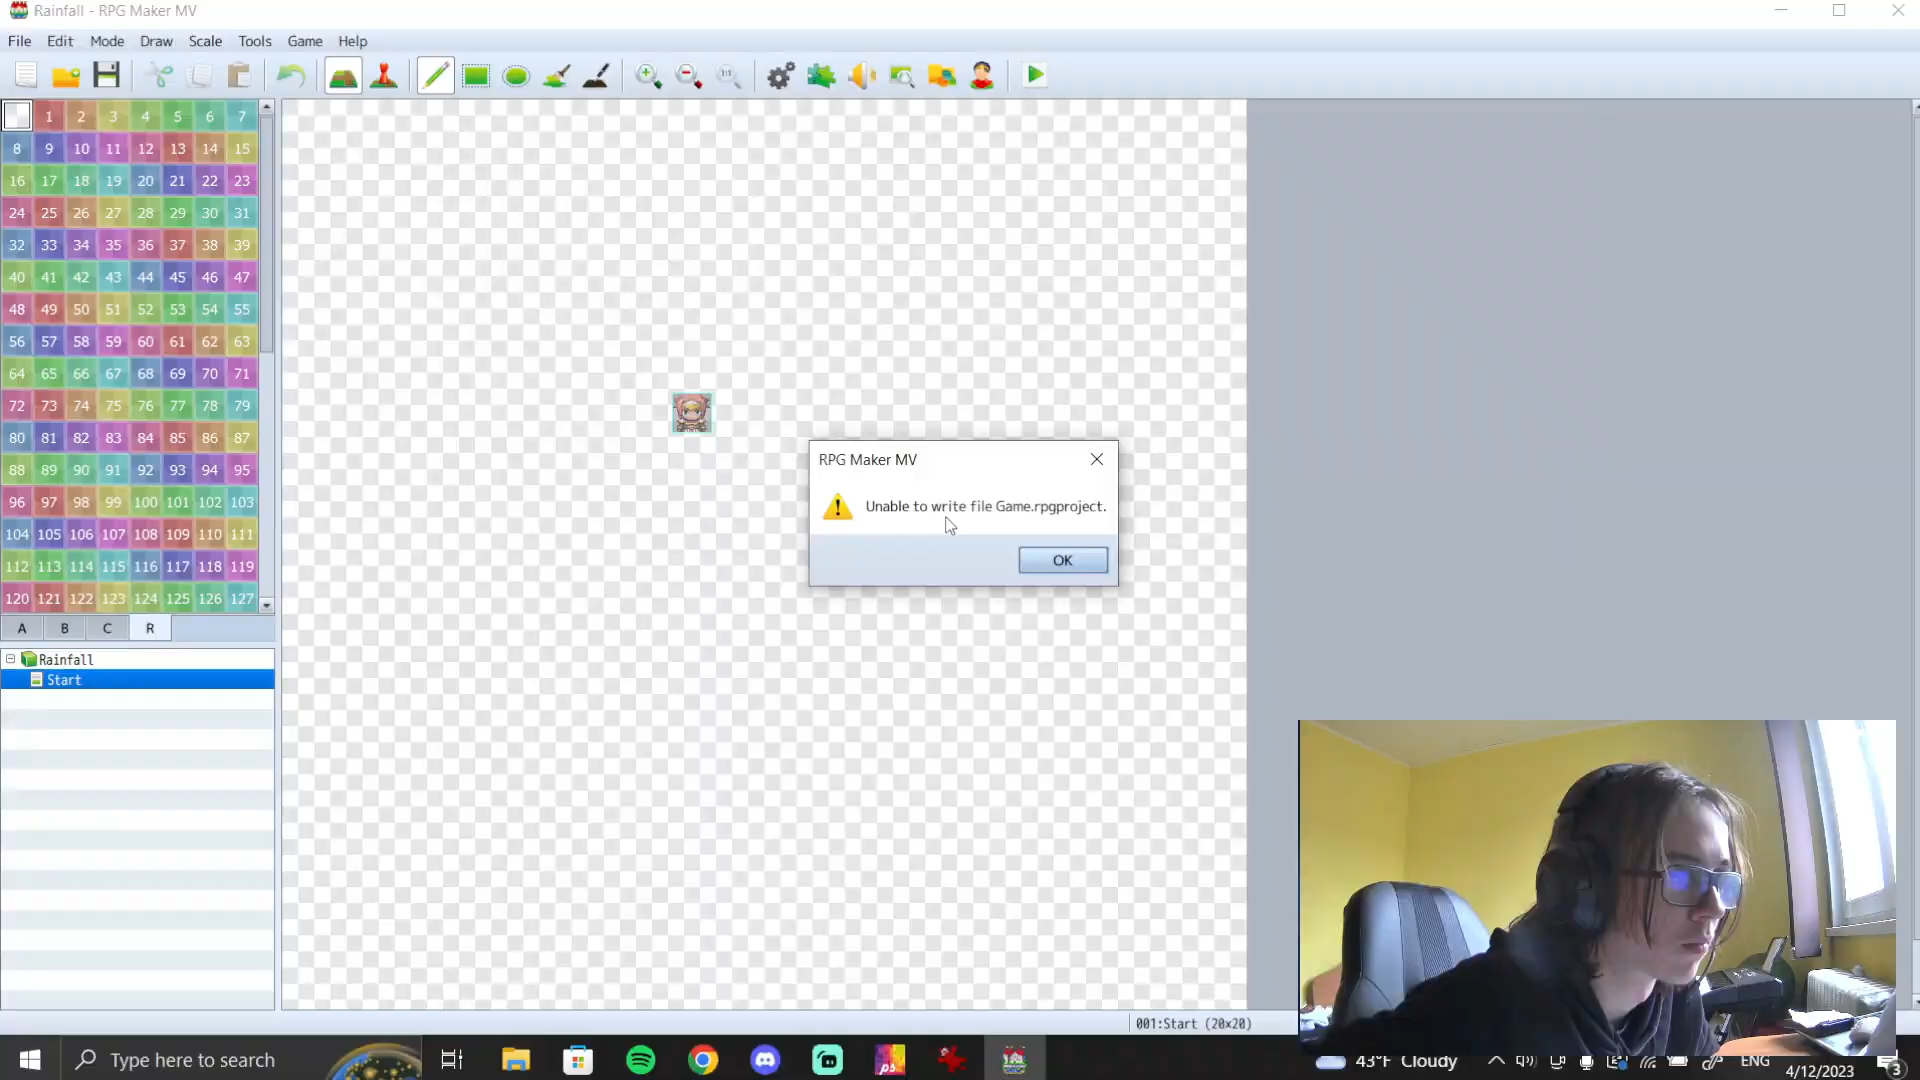 Rainfall - RPG Maker MV
File Edit Mode Draw Scale Tools Game Help
1 2 3 4 5 6 7
8 9 10 11 12 13 14 15
16 17 18 19 20 21 22 23
24 25 26 27 28 29 30 31
32 33 34 35 36 37 38 39
40 41 42 43 44 45 46 47
48 49 50 51 52 53 54 55
56 57 58 59 60 61 62 63
64 65 66 67 68 69 70 71
72 73 74 75 76 77 78 79
80 81 82 83 84 85 86 87
88 89 90 91 92 93 94 95
96 97 98 99 100 101 102 103
104 105 106 107 108 109 110 111
112 113 114 115 116 117 118 119
120 121 122 123 124 125 126 127
A B C R
Rainfall
Start
RPG Maker MV
Unable to write file Game.rpgproject.
OK
001:Start (20x20)
Type here to search
ps
43°F Cloudy
ENG
4/12/2023
3